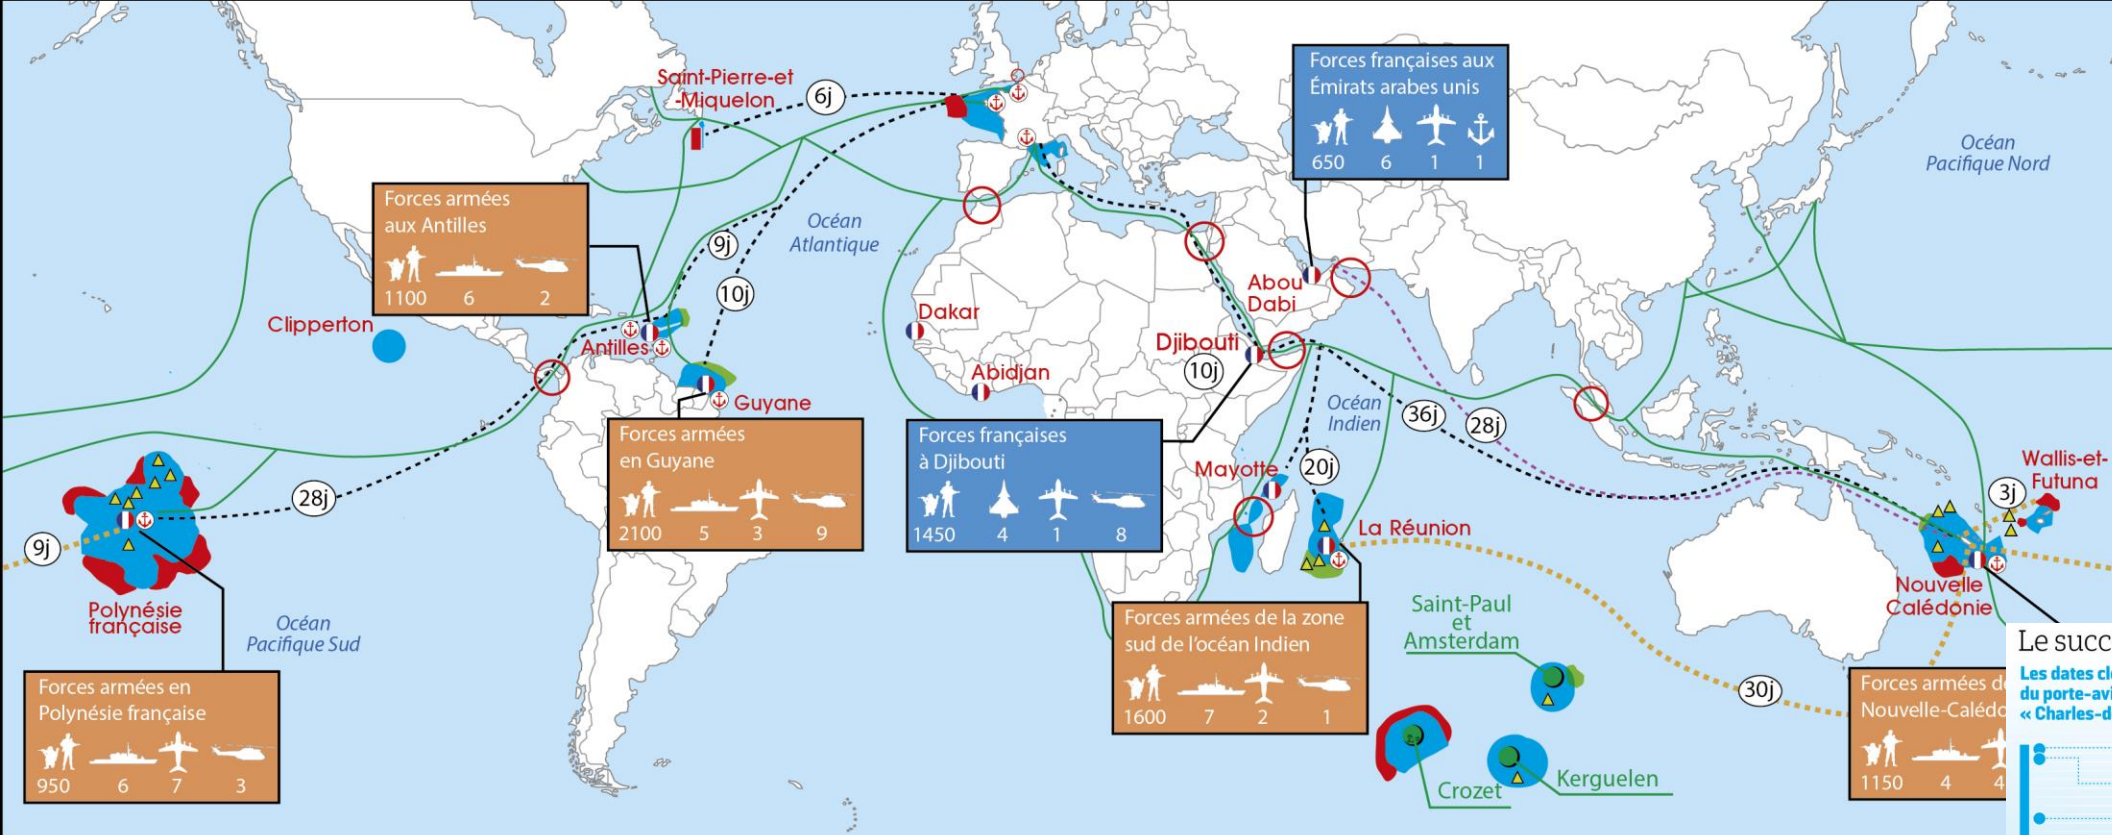 Saint-Pierre-et
-Miquelon
6j
Forces françaises aux
Émirats arabes unis
650 6 1 1
Océan
Pacifique Nord
Forces armées
aux Antilles
1100 6 2
Océan
Atlantique
9j
10j
Clipperton
Antilles
Guyane
Dakar
Abidjan
Abou
Dabi
Djibouti
10j
Océan
Indien
36j
28j
Forces armées
en Guyane
2100 5 3 9
Forces françaises
à Djibouti
1450 4 1 8
Mayotte
20j
La Réunion
Wallis-et-
Futuna
3j
28j
9j
Polynésie
française
Océan
Pacifique Sud
Nouvelle
Calédonie
Forces armées de la zone
sud de l'océan Indien
1600 7 2 1
Saint-Paul
et
Amsterdam
30j
Forces armées en
Polynésie française
950 6 7 3
Crozet
Kerguelen
Forces armées d
Nouvelle-Calédo
1150 4 4
Le succ
Les dates cl
du porte-avi
« Charles-d